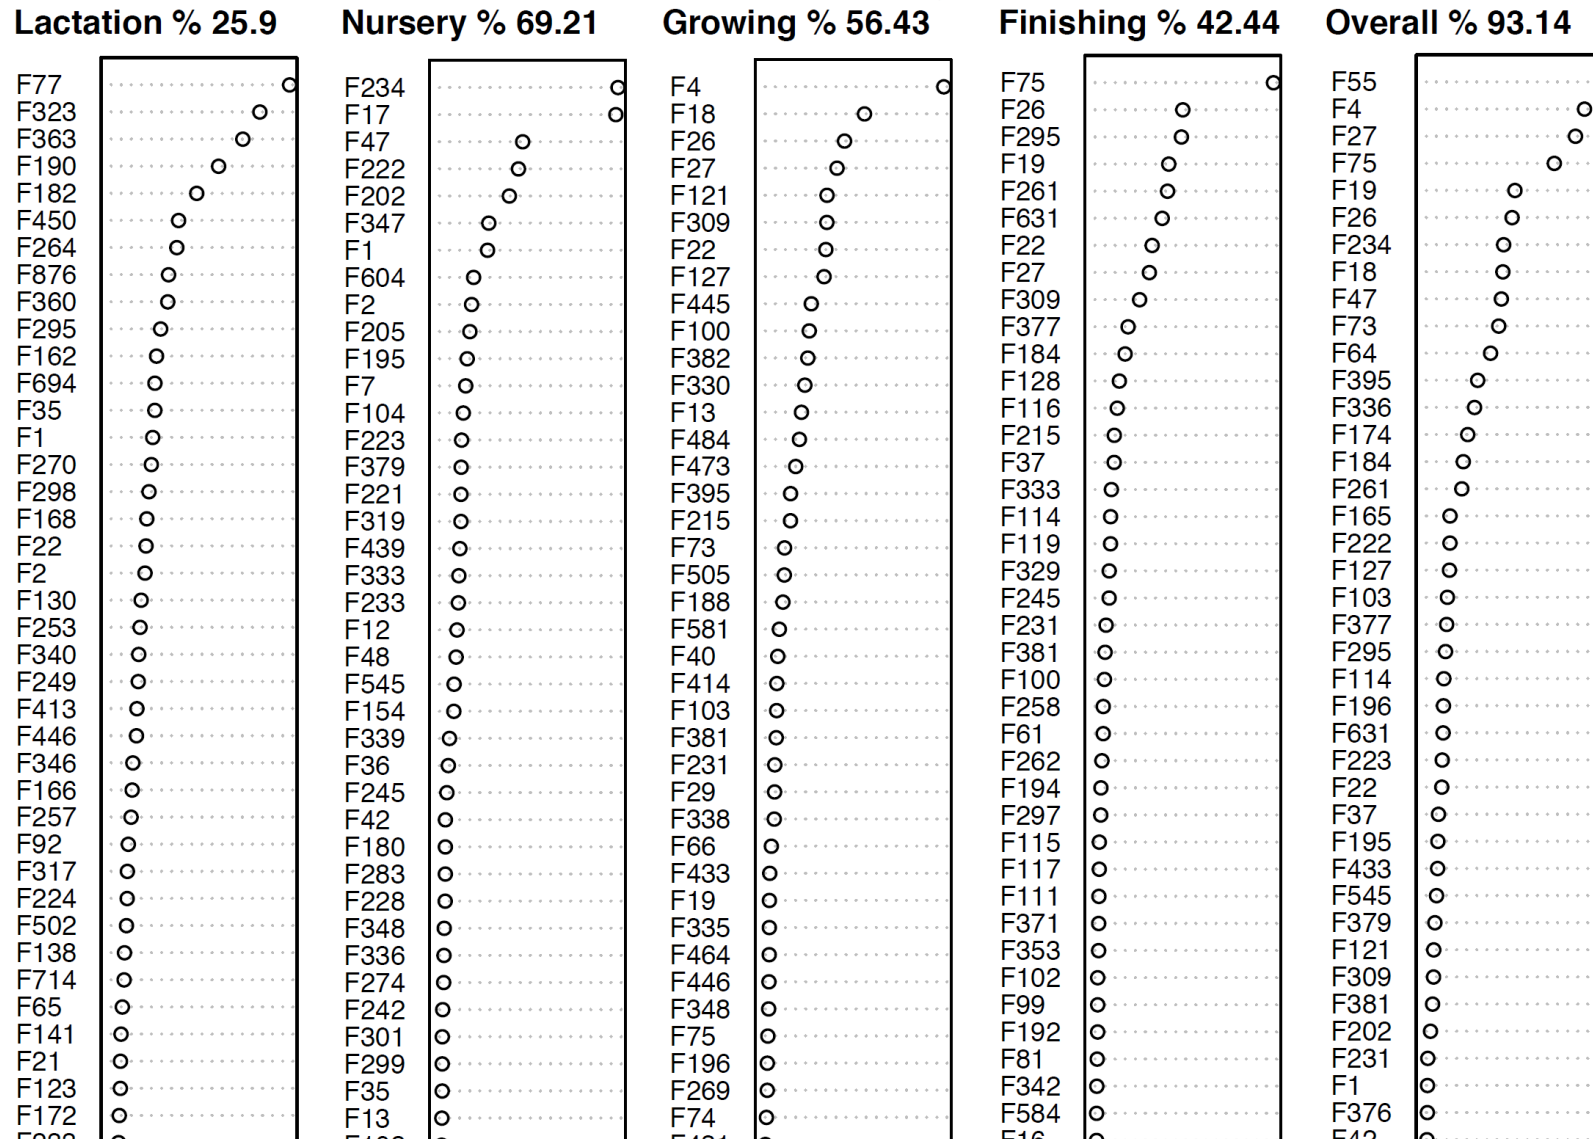 Lactation % 25.9
F77
F323
F363
F190
F182
F450
F264
F876
F360
F295
F162
F694
F35
F1
F270
F298
F168
F22
F2
F130
F253
F340
F249
F413
F446
F346
F166
F257
F92
F317
F224
F502
F138
F714
F65
F141
F21
F123
F172
Nursery % 69.21
F234
F17
F47
F222
F202
F347
F1
F604
F2
F205
F195
F7
F104
F223
F379
F221
F319
F439
F333
F233
F12
F48
F545
F154
F339
F36
F245
F42
F180
F283
F228
F348
F336
F274
F242
F301
F299
F35
F13
Growing % 56.43
F4
F18
F26
F27
F121
F309
F22
F127
F445
F100
F382
F330
F13
F484
F473
F395
F215
F73
F505
F188
F581
F40
F414
F103
F381
F231
F29
F338
F66
F433
F19
F335
F464
F446
F348
F75
F196
F269
F74
Finishing % 42.44
F75
F26
F295
F19
F261
F631
F22
F27
F309
F377
F184
F128
F116
F215
F37
F333
F114
F119
F329
F245
F231
F381
F100
F258
F61
F262
F194
F297
F115
F117
F111
F371
F353
F102
F99
F192
F81
F342
F584
Overall % 93.14
F55
F4
F27
F75
F19
F26
F234
F18
F47
F73
F64
F395
F336
F174
F184
F261
F165
F222
F127
F103
F377
F295
F114
F196
F631
F223
F22
F37
F195
F433
F545
F379
F121
F309
F381
F202
F231
F1
F376